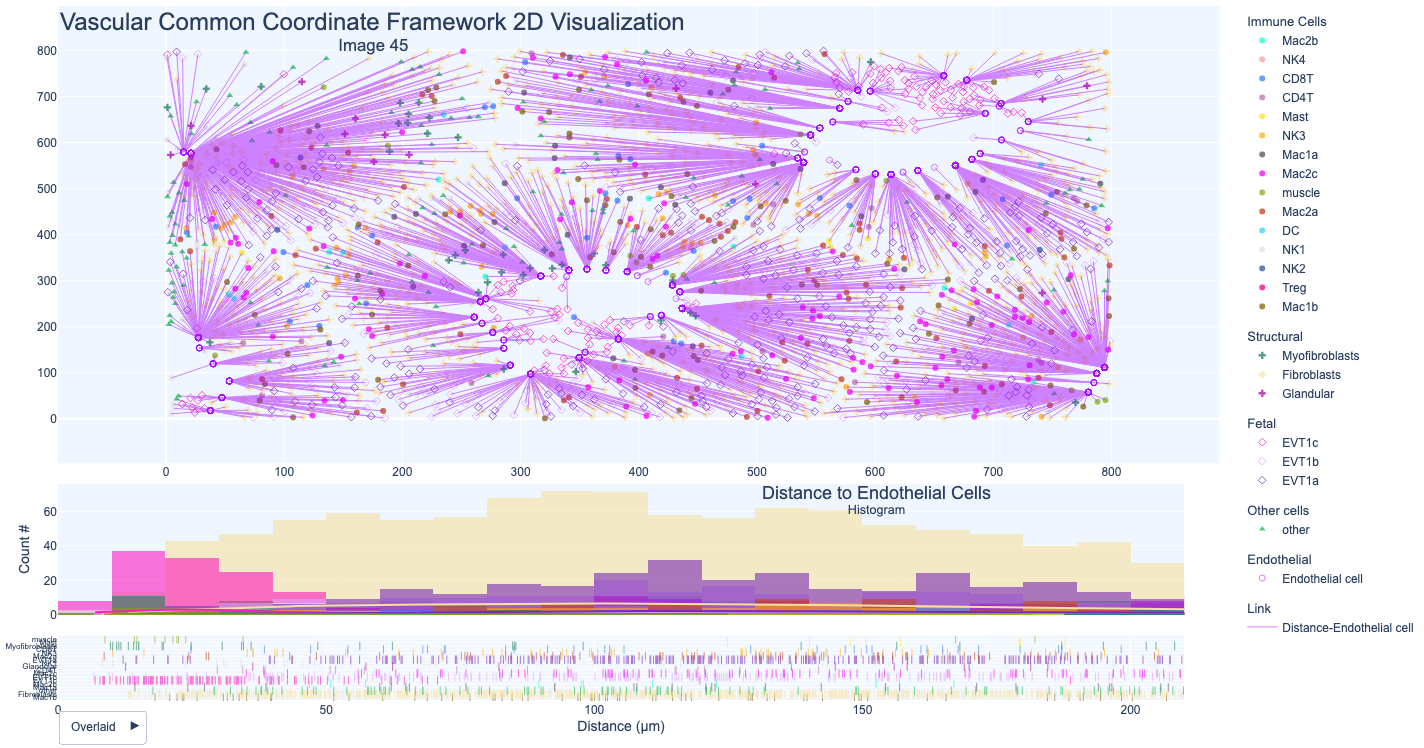 Vascular Common Coordinate Framework 2D Visualization
Image 45
800
700
600
500
400
300
200
100
0
0 100 200 300 400 500 600 700 800
Immune Cells
Mac2b
NK4
CD8T
CD4T
Mast
NK3
Mac1a
Mac2c
muscle
Mac2a
DC
NK1
NK2
Treg
Mac1b
Structural
Myofibroblasts
Fibroblasts
Glandular
Fetal
EVT1c
EVT1b
EVT1a
Other cells
other
Endothelial
Endothelial cell
Link
Distance-Endothelial cell
Distance to Endothelial Cells
Histogram
Count #
60
40
20
0
muscle
Myofibroblasts
0 50 100 150 200
Distance (μm)
Overlaid ►